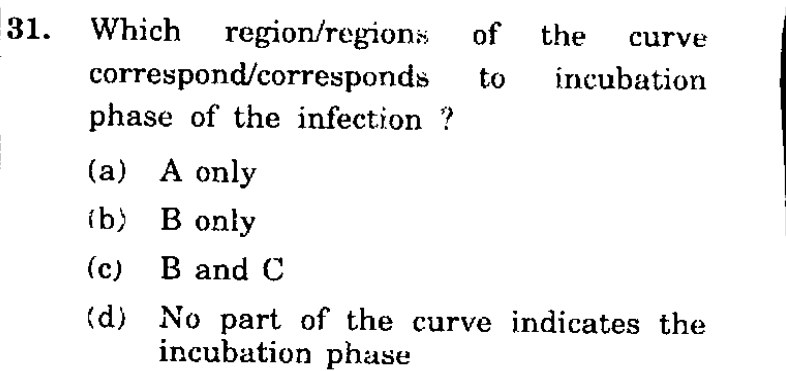 31. Which region/regions of the curve
correspond/corresponds to incubation
phase of the infection ?
(a) A only
(b) B only
(c) B and C
(d) No part of the curve indicates the
incubation phase